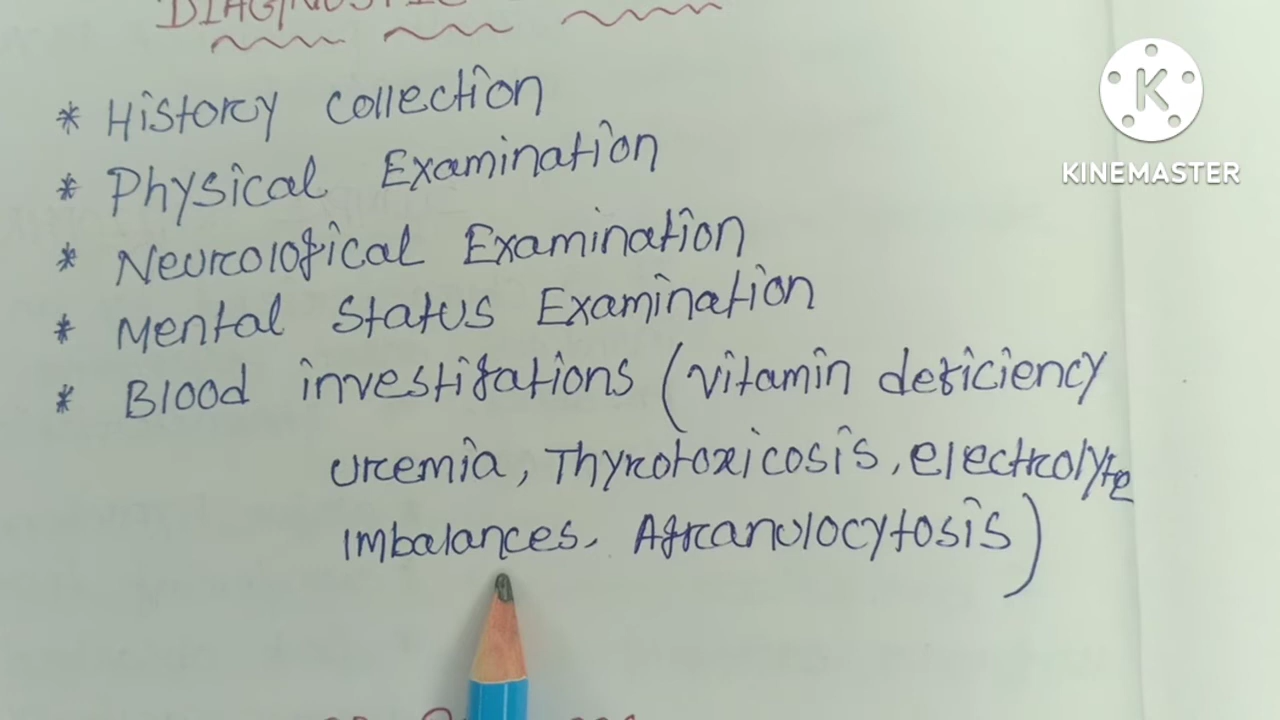 DIAGNOSTIC
* History collection
* Physical Examination
* Neurological Examination
* Mental Status Examination
* Blood investigations (vitamin deficiency
uremia, Thyrotoxicosis, electrolyte
imbalances, Agranulocytosis)
K
KINEMASTER